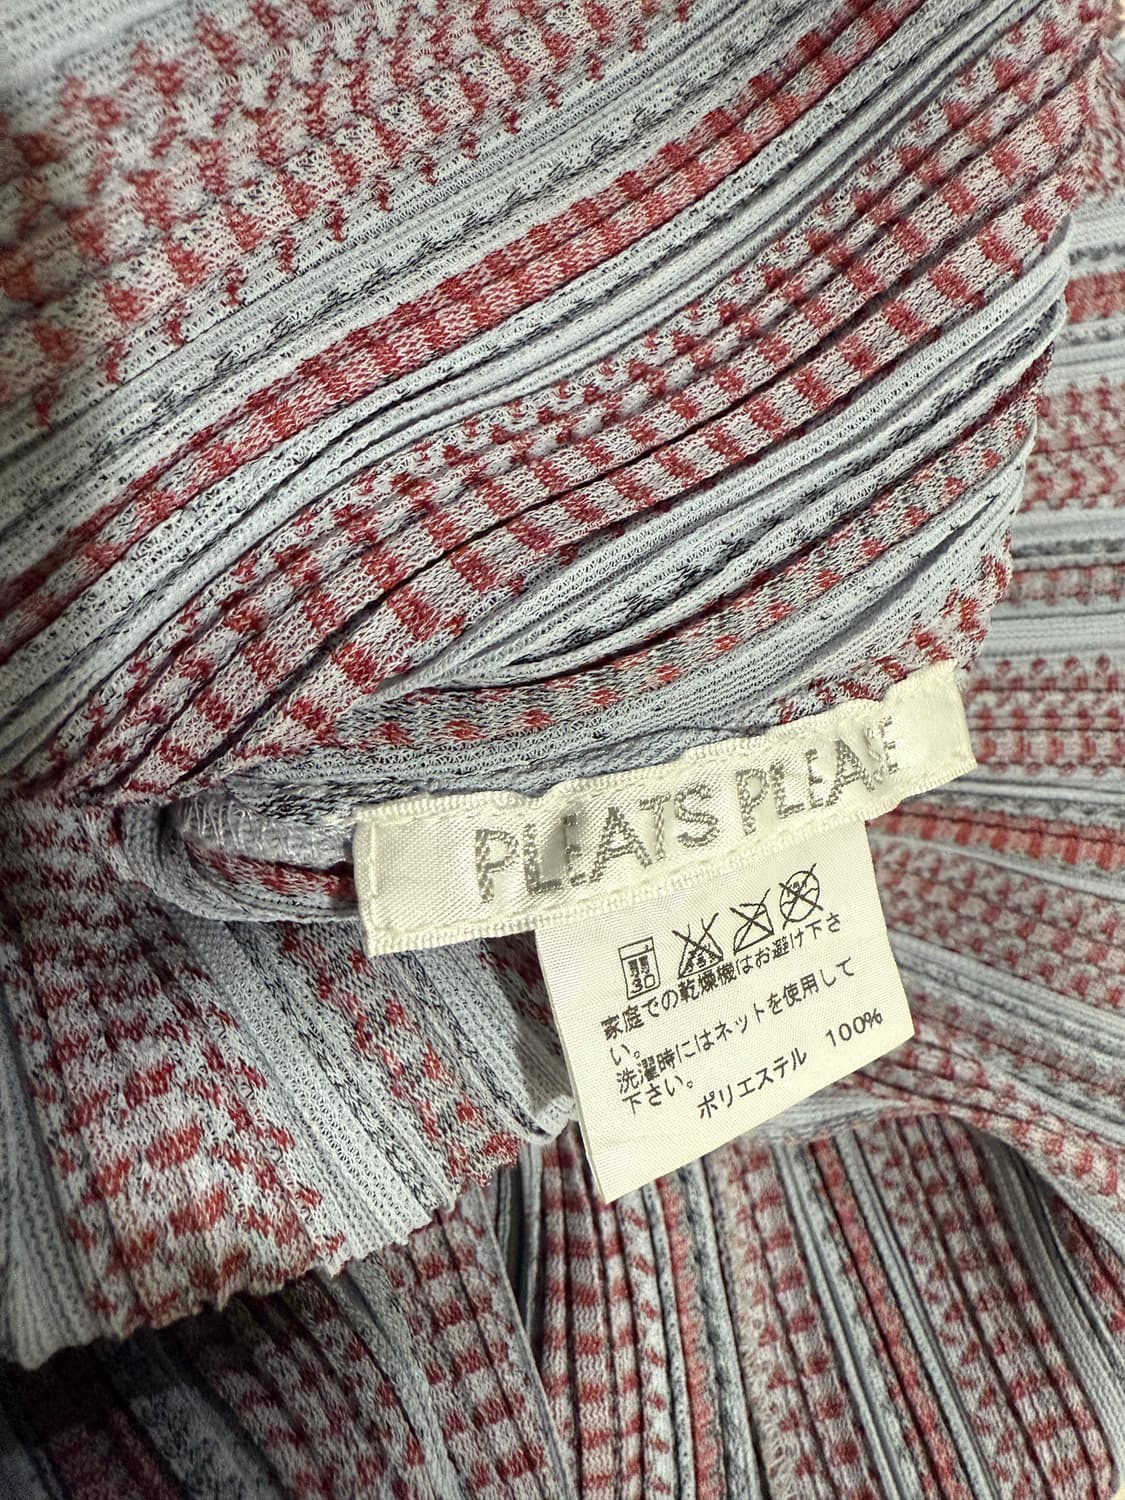 PLEATS PLEASE
家庭での乾燥機はお避け下さ
い。
洗濯時にはネットを使用して
下さい。
ポリエステル 100%